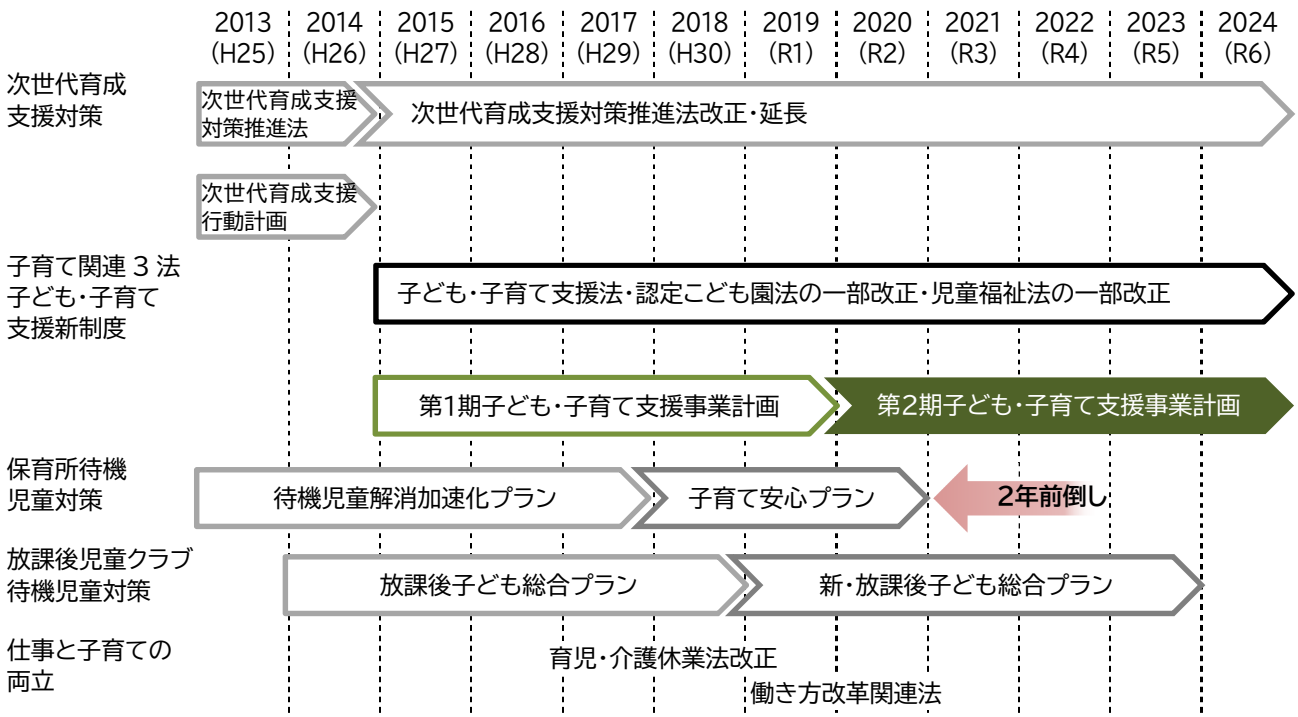 2013 2014 2015 2016 2017 2018 2019 2020 2021 2022 2023 2024
(H25) (H26) (H27) (H28) (H29) (H30) (R1) (R2) (R3) (R4) (R5) (R6)
次世代育成
支援対策
次世代育成支援
対策推進法
次世代育成支援対策推進法改正・延長
次世代育成支援
行動計画
子育て関連 3 法
子ども・子育て
支援新制度
子ども・子育て支援法・認定こども園法の一部改正・児童福祉法の一部改正
第1期子ども・子育て支援事業計画
第2期子ども・子育て支援事業計画
保育所待機
児童対策
待機児童解消加速化プラン
子育て安心プラン
2年前倒し
放課後児童クラブ
待機児童対策
放課後子ども総合プラン
新・放課後子ども総合プラン
仕事と子育ての
両立
育児・介護休業法改正
働き方改革関連法